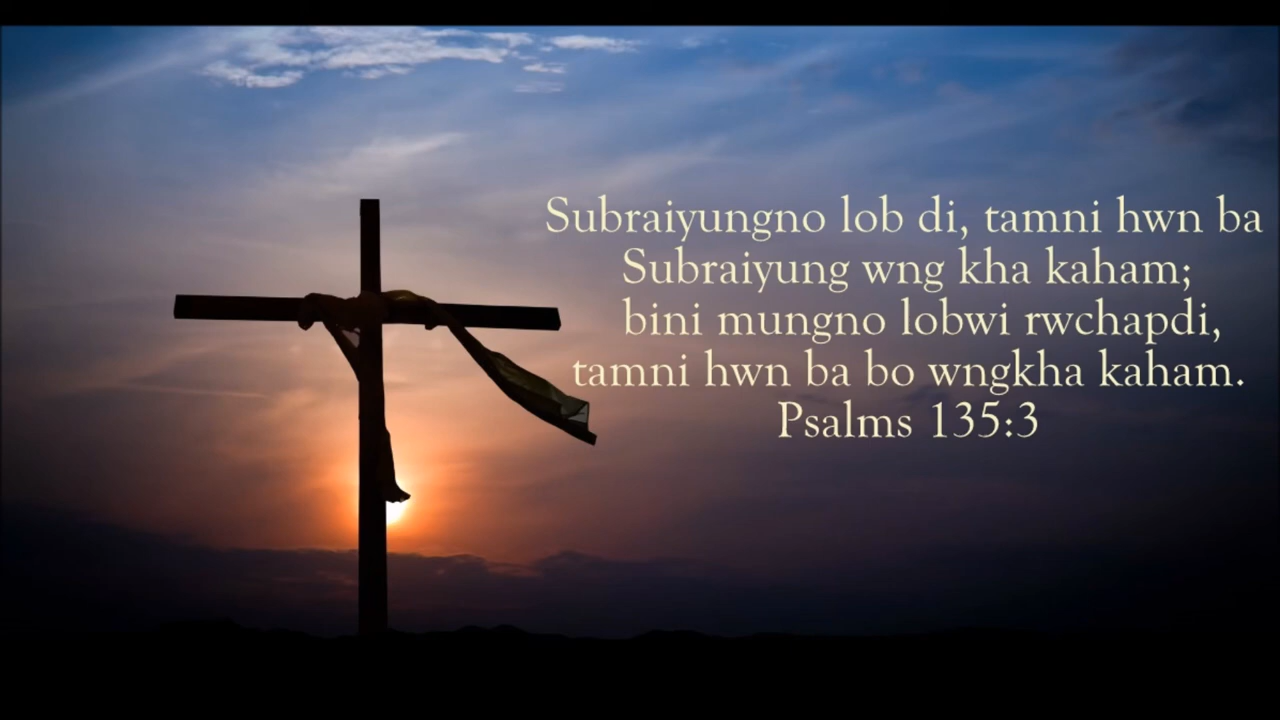 Subraiyungno lob di, tamni hwn ba
Subraiyung wng kha kaham;
bini mungno lobwi rwchapdi,
tamni hwn ba bo wngkha kaham.
Psalms 135:3